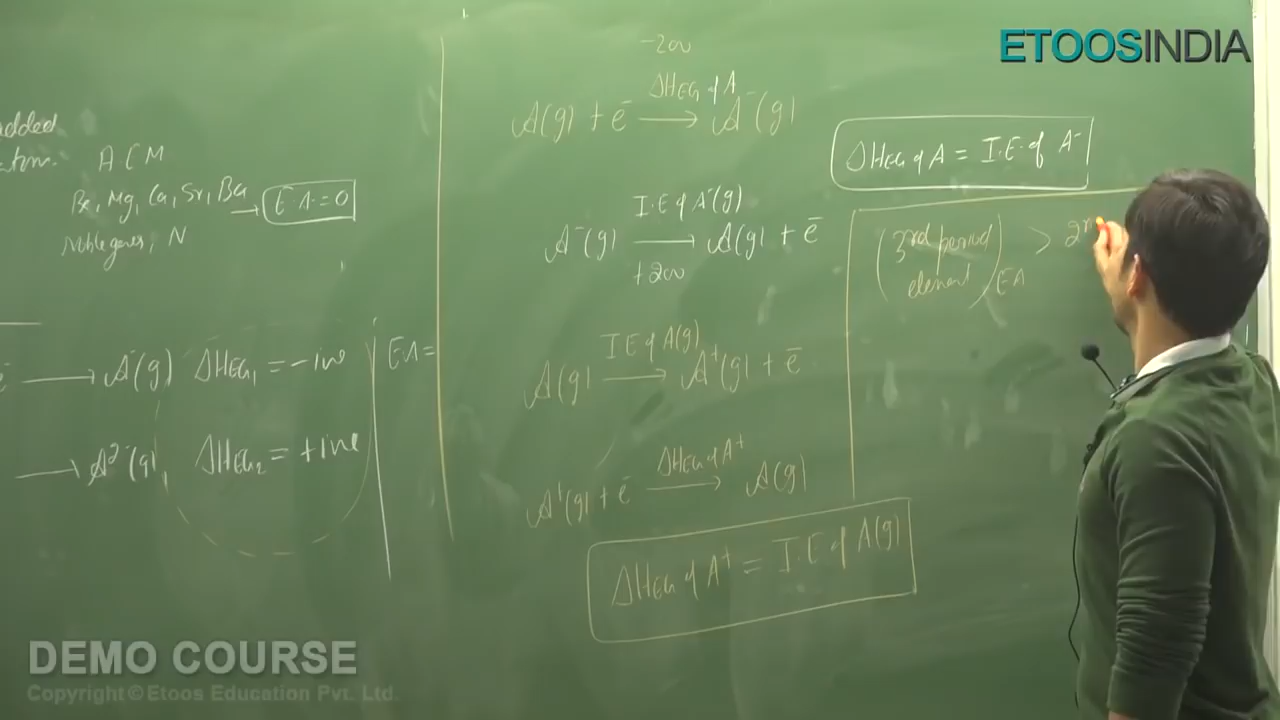 ETOOSINDIA
added
A C M
Be, Mg, Ca, Sr, Ba → E·A·=0
Noble gases, N
→ A⁻(g) ΔHEG₁ = -ive
→ A²⁻(g) ΔHEG₂ = +ive
EA=
-200
ΔHEG of A
A(g) + e⁻ → A⁻(g)
I·E of A⁻(g)
A⁻(g) → A(g) + e⁻
+200
I E of A(g)
A(g) → A⁺(g) + e⁻
ΔHEG of A⁺
A⁺(g) + e⁻ → A(g)
ΔHEG of A⁺ = I·E of A(g)
ΔHEG of A = I·E· of A⁻
(3rd period element) EA > 2n
DEMO COURSE
Copyright © Etoos Education Pvt. Ltd.